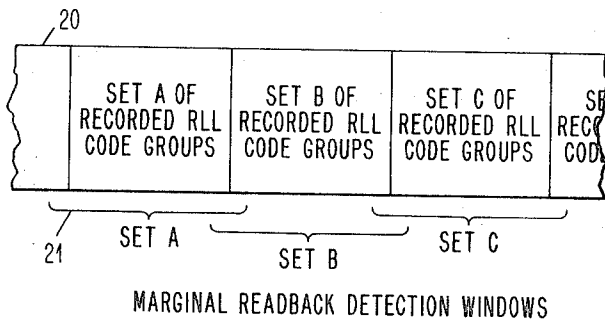 20
SET A OF RECORDED RLL CODE GROUPS
SET B OF RECORDED RLL CODE GROUPS
SET C OF RECORDED RLL CODE GROUPS
21
SET A
SET B
SET C
MARGINAL READBACK DETECTION WINDOWS